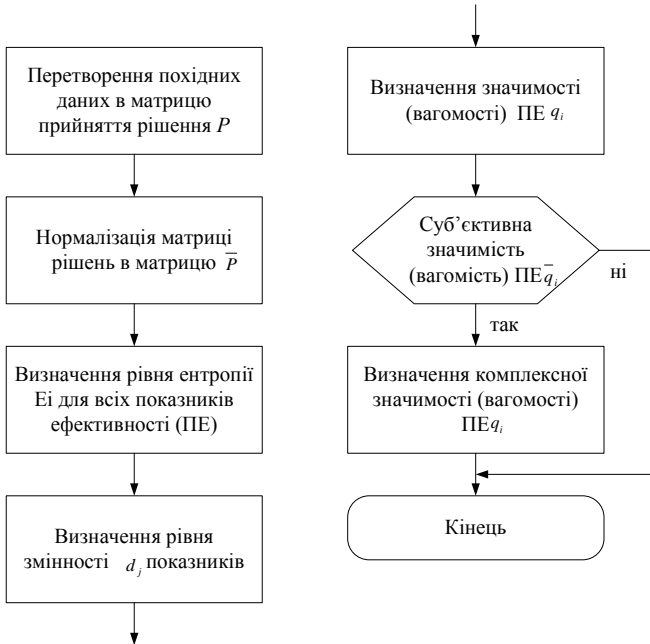 Перетворення похідних
даних в матрицю
прийняття рішення P
Нормалізація матриці
рішень в матрицю P̅
Визначення рівня ентропії
Еі для всіх показників
ефективності (ПЕ)
Визначення рівня
змінності d_j показників
Визначення значимості
(вагомості) ПЕ q_i
Суб’єктивна
значимість
(вагомість) ПЕ q̅_i
ні
так
Визначення комплексної
значимості (вагомості)
ПЕ q_i
Кінець